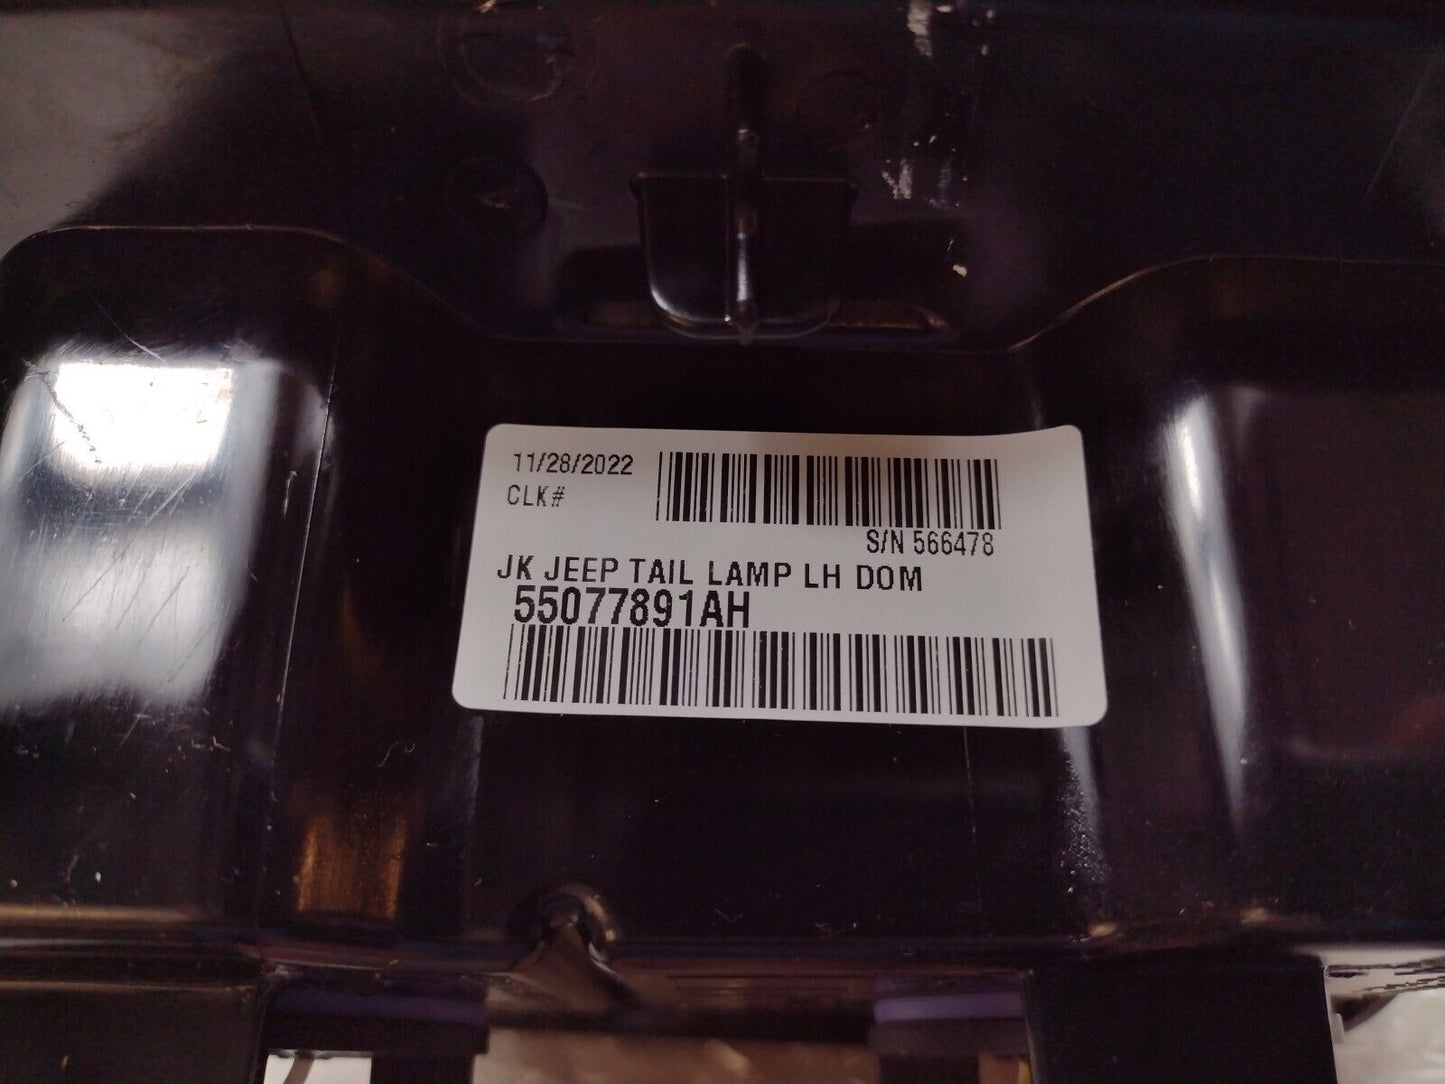 11/28/2022
CLK#
S/N 566478
JK JEEP TAIL LAMP LH DOM
55077891AH